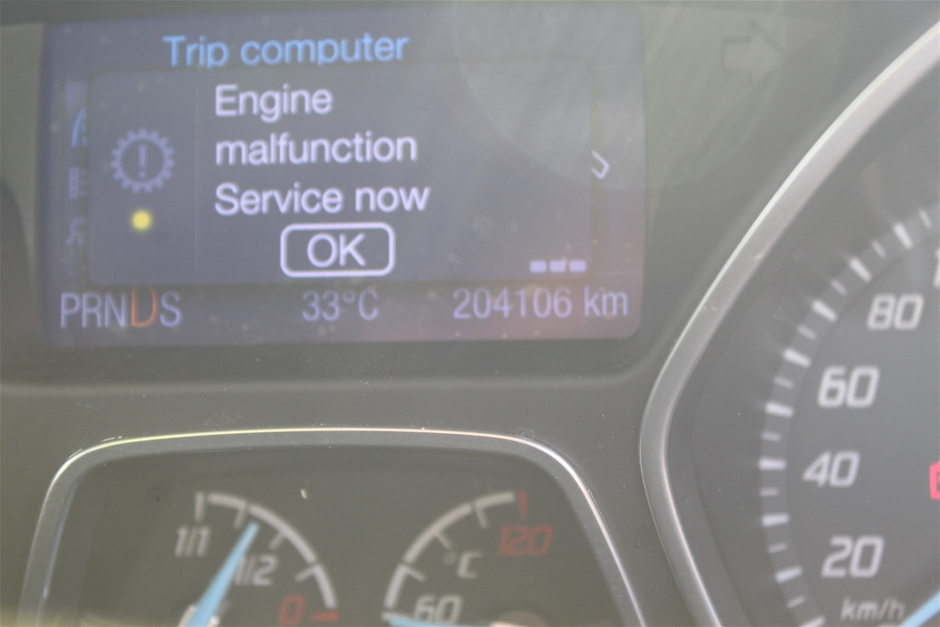 Trip computer
Engine
malfunction
Service now
OK
PRNDS 33°C 204106 km
80
60
40
20
km/h
1/1
1/2
0
120
°C
60